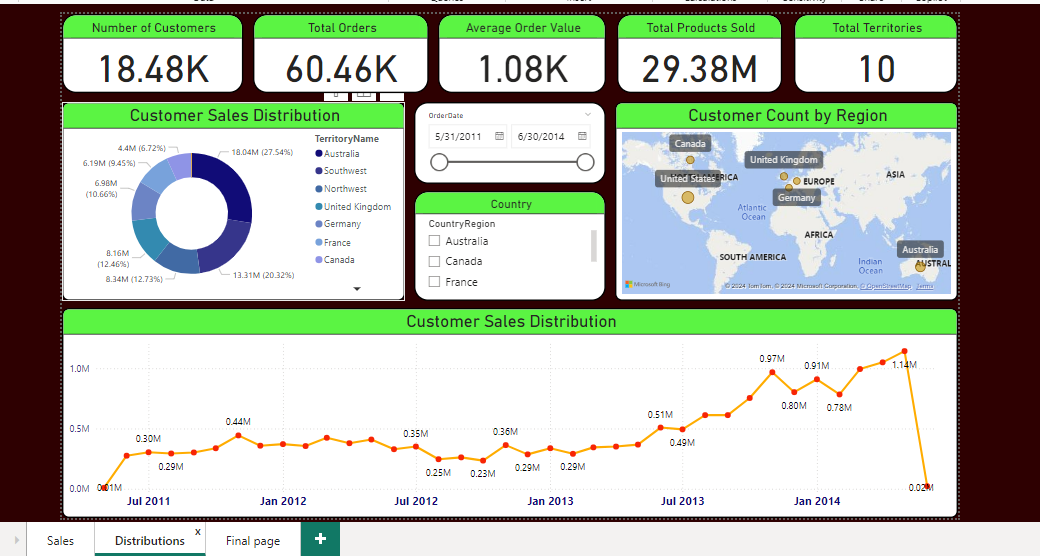 Number of Customers
18.48K
Total Orders
60.46K
Average Order Value
1.08K
Total Products Sold
29.38M
Total Territories
10
Customer Sales Distribution
4.4M (6.72%)
6.19M (9.45%)
6.98M
(10.66%)
8.16M
(12.46%)
8.34M (12.73%)
13.31M (20.32%)
18.04M (27.54%)
TerritoryName
Australia
Southwest
Northwest
United Kingdom
Germany
France
Canada
OrderDate
5/31/2011
6/30/2014
Country
CountryRegion
Australia
Canada
France
Customer Count by Region
Canada
United States
United Kingdom
Germany
Australia
EUROPE
ASIA
Atlantic
Ocean
AFRICA
SOUTH AMERICA
Indian
Ocean
Microsoft Bing
© 2024 TomTom, © 2024 Microsoft Corporation, © OpenStreetMap Terms
Customer Sales Distribution
1.0M
0.5M
0.0M
0.30M
0.29M
0.44M
0.35M
0.25M
0.23M
0.36M
0.29M
0.29M
0.51M
0.49M
0.97M
0.80M
0.91M
0.78M
1.14M
0.02M
Jul 2011
Jan 2012
Jul 2012
Jan 2013
Jul 2013
Jan 2014
Sales
Distributions
x
Final page
+